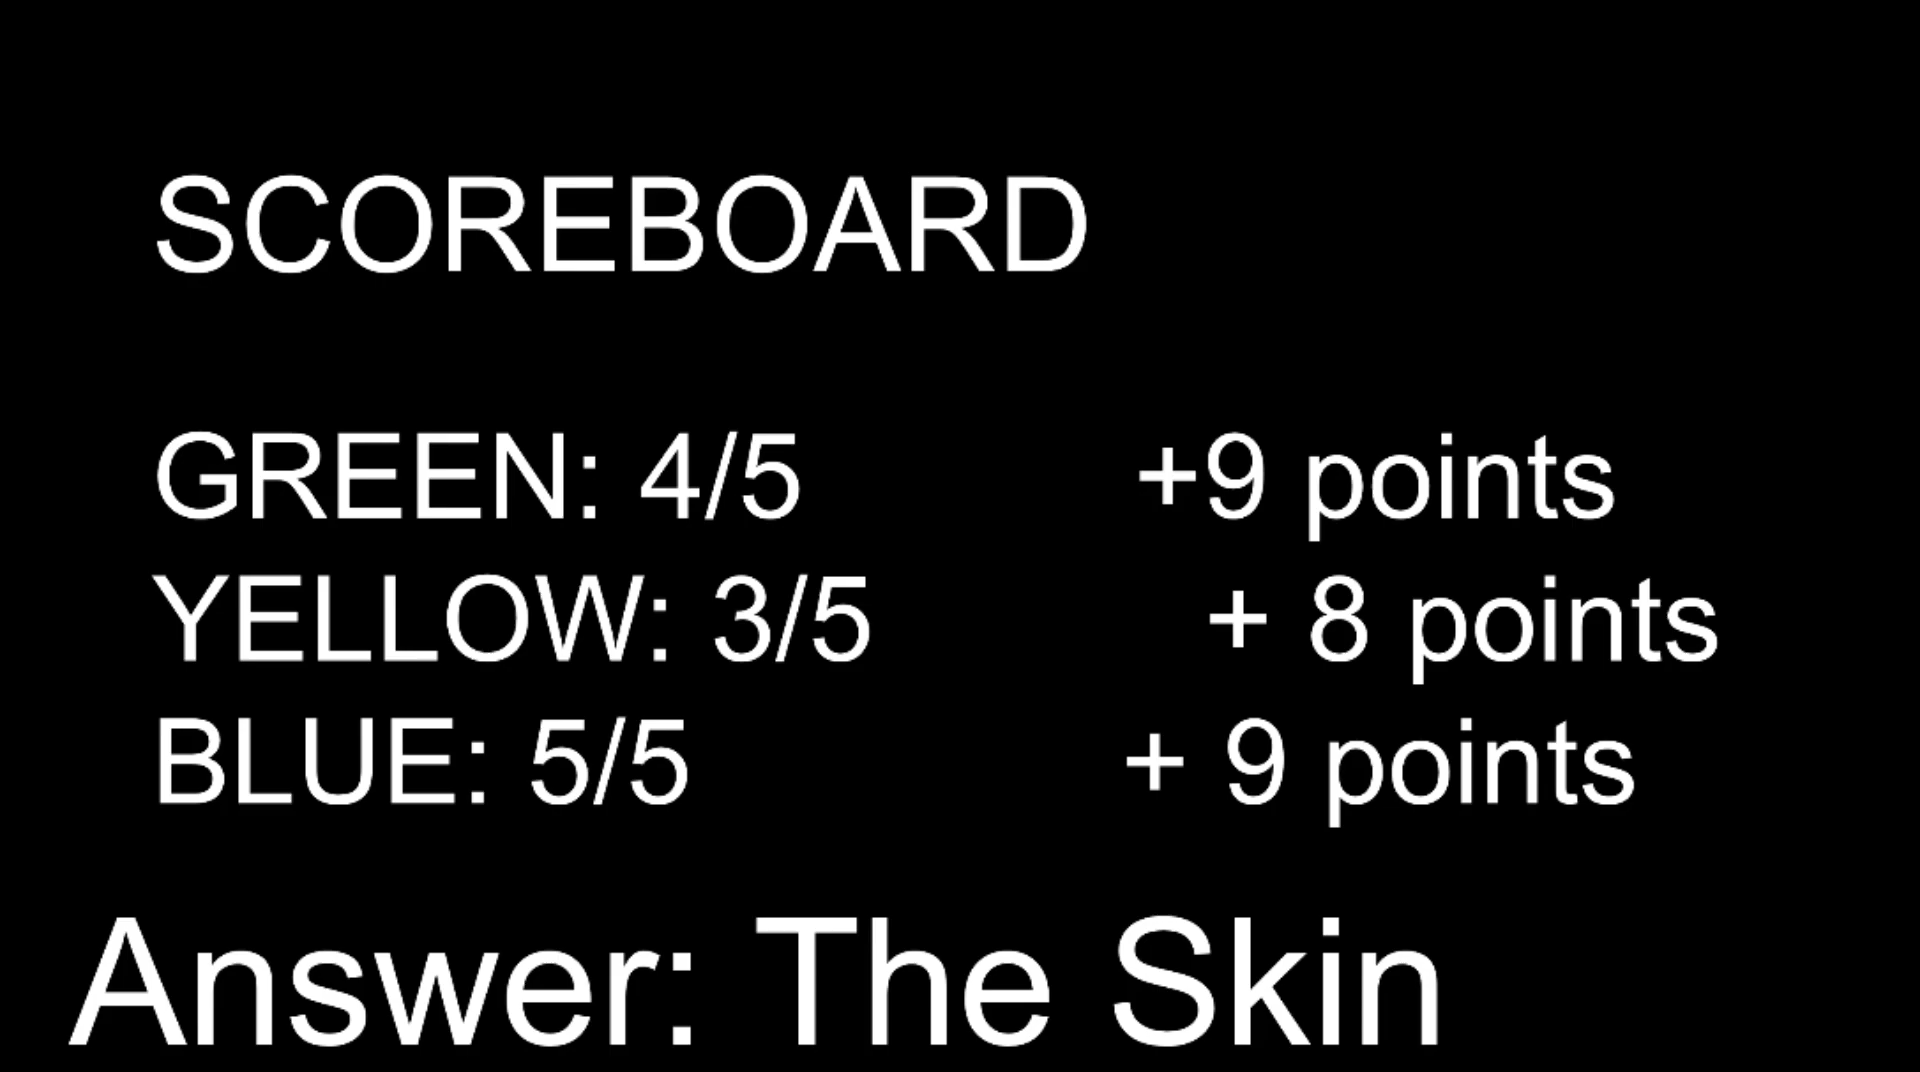 SCOREBOARD
GREEN: 4/5 +9 points
YELLOW: 3/5 + 8 points
BLUE: 5/5 + 9 points
Answer: The Skin